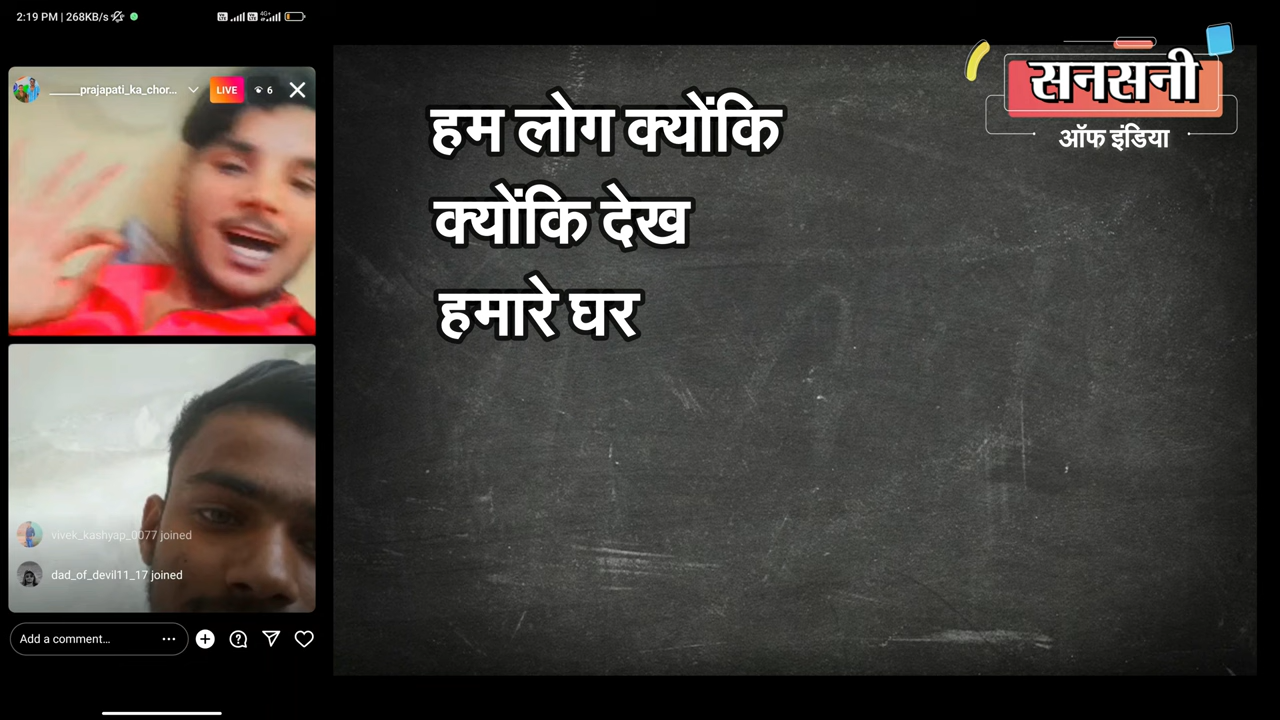 2:19 PM | 268KB/s
_____prajapati_ka_chor...
LIVE
6
vivek_kashyap_0077 joined
dad_of_devil11_17 joined
Add a comment...
हम लोग क्योंकि
क्योंकि देख
हमारे घर
सनसनी
ऑफ इंडिया